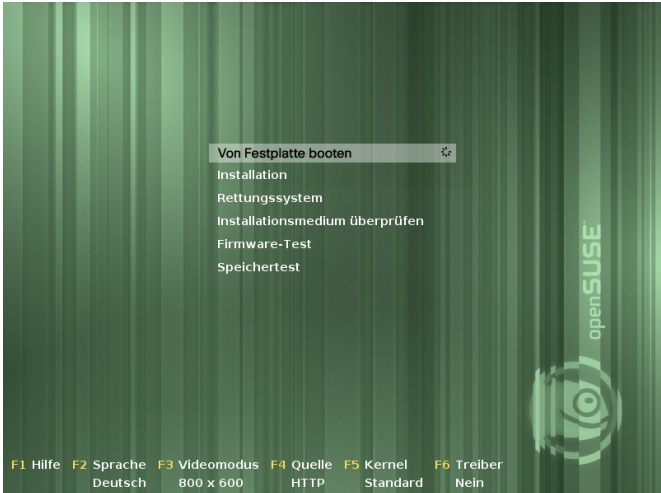 Von Festplatte booten
Installation
Rettungssystem
Installationsmedium überprüfen
Firmware-Test
Speichertest
openSUSE
F1 Hilfe F2 Sprache F3 Videomodus F4 Quelle F5 Kernel F6 Treiber
Deutsch 800 x 600 HTTP Standard Nein